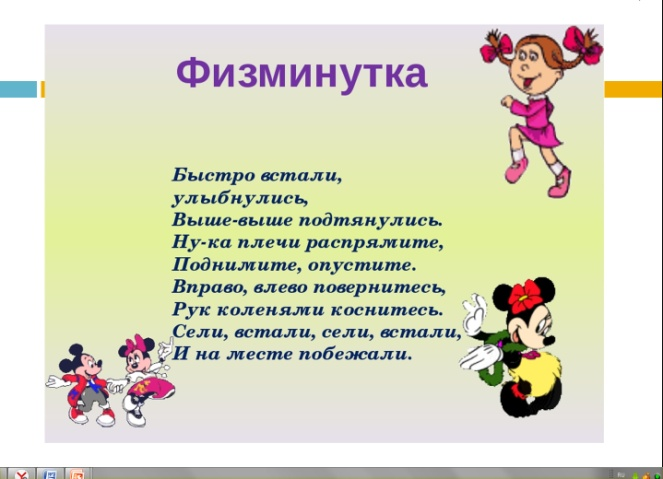 Физминутка
Быстро встали,
улыбнулись,
Выше-выше подтянулись.
Ну-ка плечи распрямите,
Поднимите, опустите.
Вправо, влево повернитесь,
Рук коленями коснитесь.
Сели, встали, сели, встали,
И на месте побежали.
RU